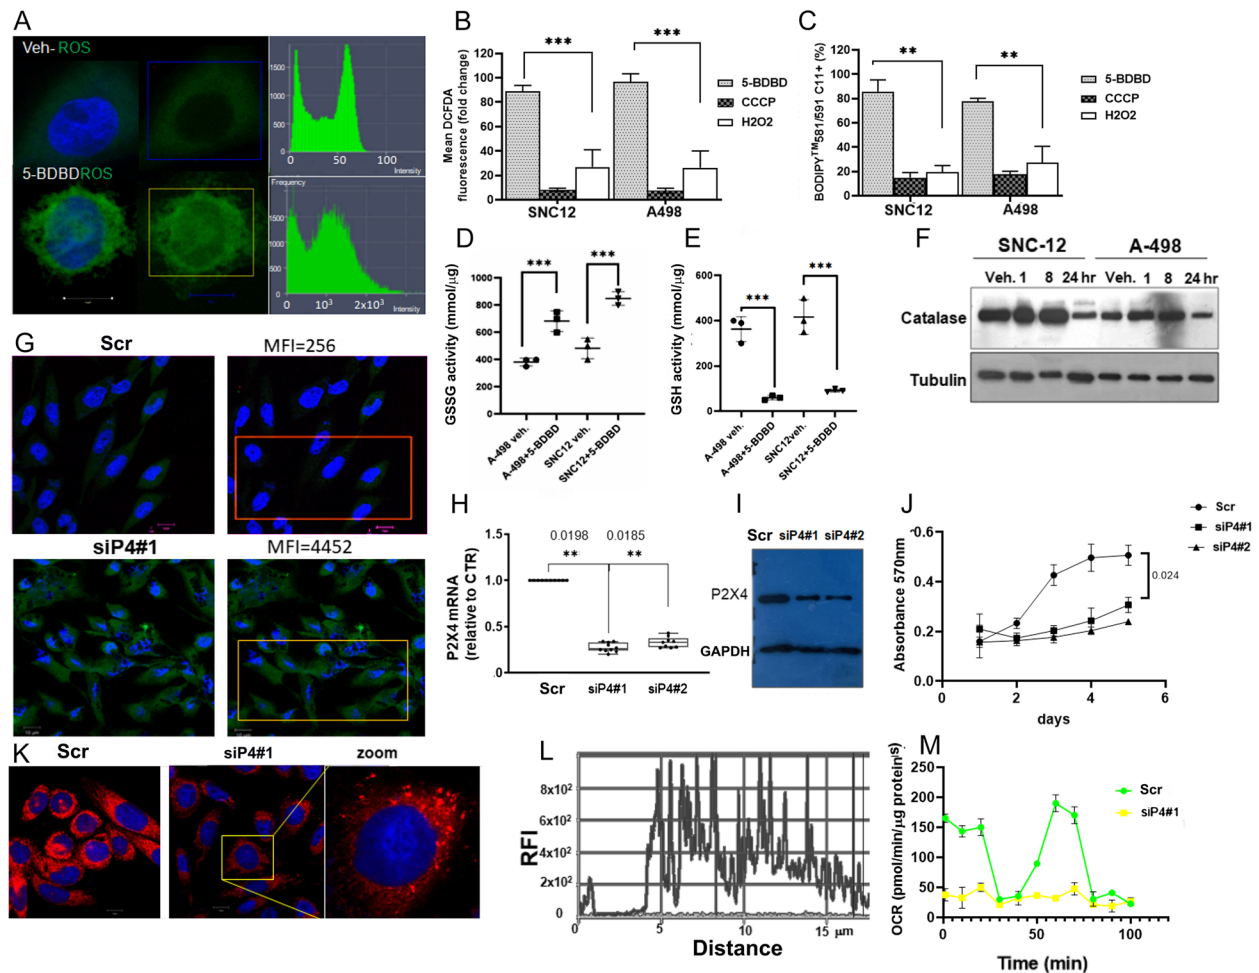 A
Veh- ROS
1500
1000
500
0 50 100
Intensity
5-BDBD ROS
Frequency
1500
1000
500
0 10³ 2x10³
Intensity
B
Mean DCFDA
fluorescence (fold change)
120
100
80
60
40
20
0
***
***
SNC12 A498
5-BDBD
CCCP
H2O2
C
BODIPY™581/591 C11+ (%)
120
100
80
60
40
20
0
**
**
SNC12 A498
5-BDBD
CCCP
H2O2
D
GSSG activity (mmol/µg)
1000
800
600
400
200
0
***
***
A-498 veh.
A-498+5-BDBD
SNC12 veh.
SNC12+5-BDBD
E
GSH activity (mmol/µg)
600
400
200
0
***
***
A-498 veh.
A-498+5-BDBD
SNC12veh.
SNC12+5-BDBD
F
SNC-12 A-498
Veh. 1 8 24 hr Veh. 1 8 24 hr
Catalase
Tubulin
G
Scr MFI=256
siP4#1 MFI=4452
H
P2X4 mRNA
(relative to CTR)
1.5
1.0
0.5
.0
0.0198 0.0185
** **
Scr siP4#1 siP4#2
I
Scr siP4#1 siP4#2
P2X4
GAPDH
J
Absorbance 570nm
0.6
0.4
0.2
.0
0 2 4 6
days
0.024
Scr
siP4#1
siP4#2
K
Scr siP4#1 zoom
L
RFI
8x10²
6x10²
4x10²
2x10²
0
0 5 10 15 µm
Distance
M
OCR (pmol/min/µg protein
250
200
150
100
50
0
0 50 100
Time (min)
Scr
siP4#1